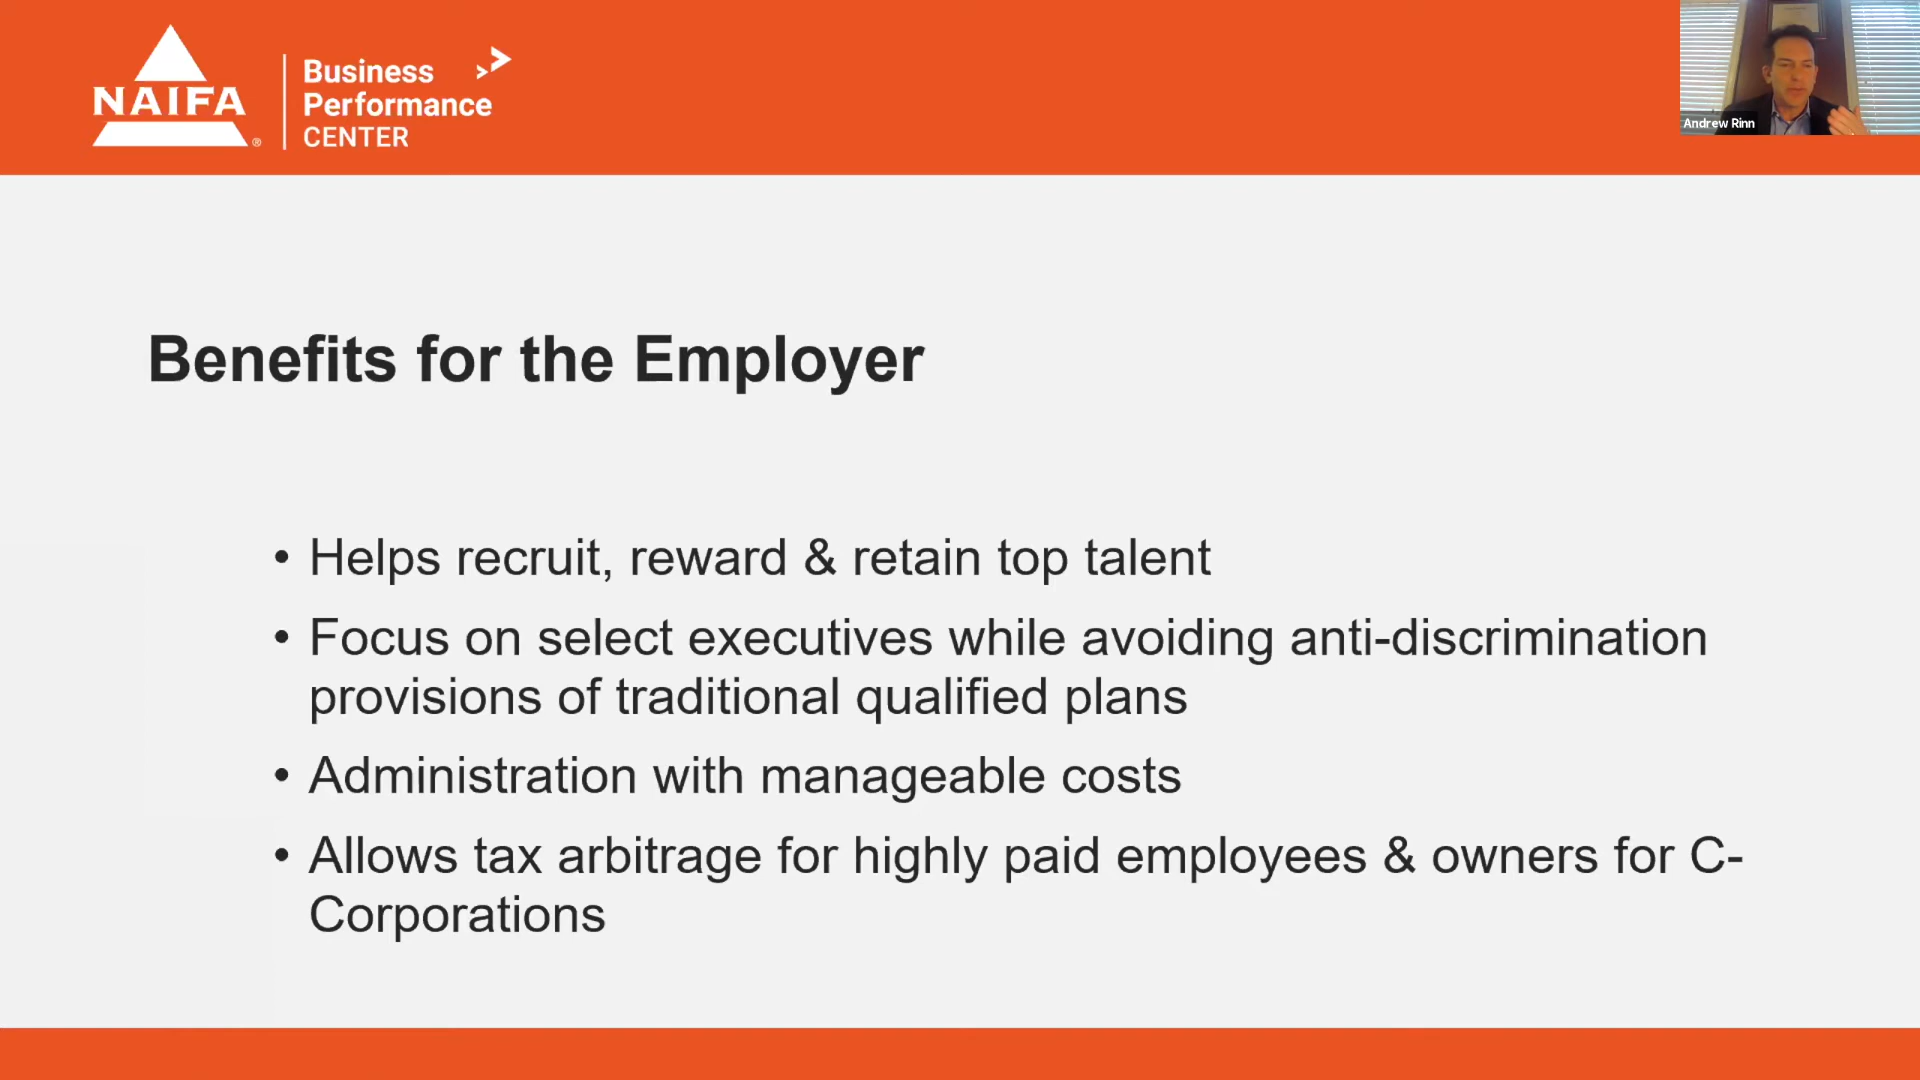 NAIFA®
Business
Performance
CENTER
Andrew Rinn
Benefits for the Employer
• Helps recruit, reward & retain top talent
• Focus on select executives while avoiding anti-discrimination
provisions of traditional qualified plans
• Administration with manageable costs
• Allows tax arbitrage for highly paid employees & owners for C-
Corporations